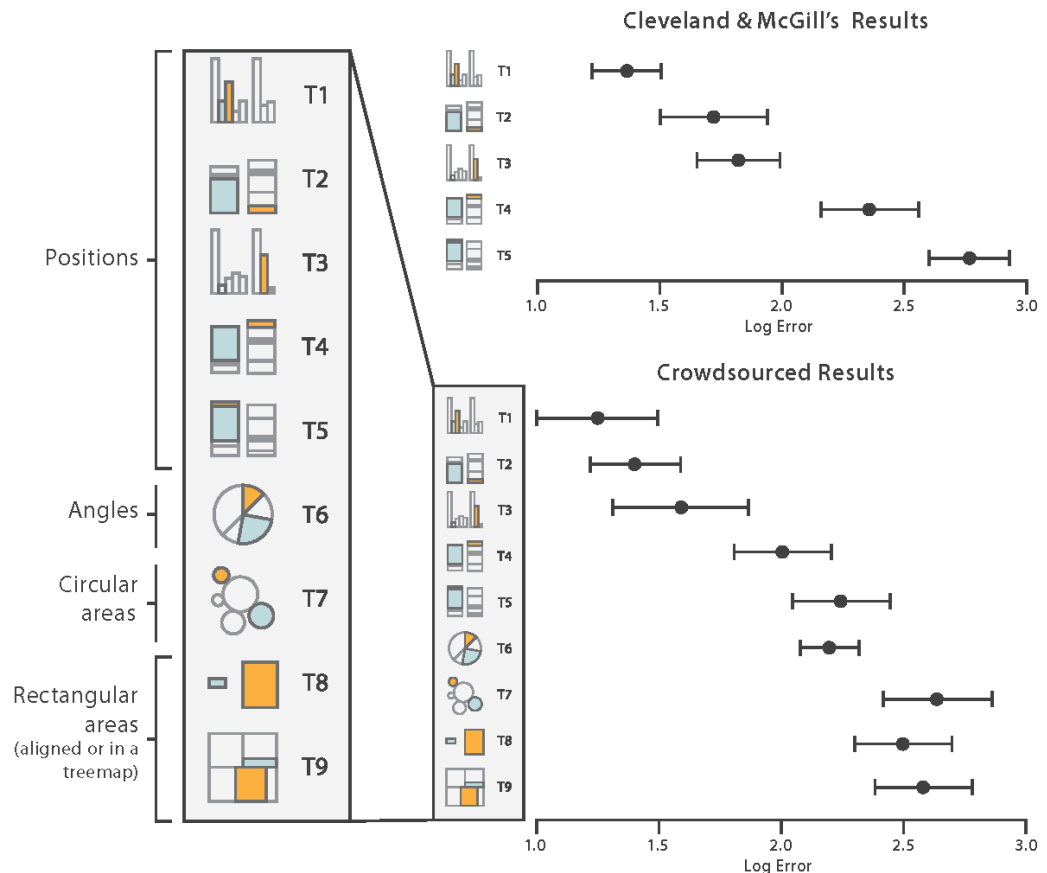 Cleveland & McGill's Results
T1
T2
T3
T4
T5
T6
T7
T8
T9
Positions
Angles
Circular
areas
Rectangular
areas
(aligned or in a
treemap)
T1
T2
T3
T4
T5
1.0 1.5 2.0 2.5 3.0
Log Error
Crowdsourced Results
T1
T2
T3
T4
T5
T6
T7
T8
T9
1.0 1.5 2.0 2.5 3.0
Log Error